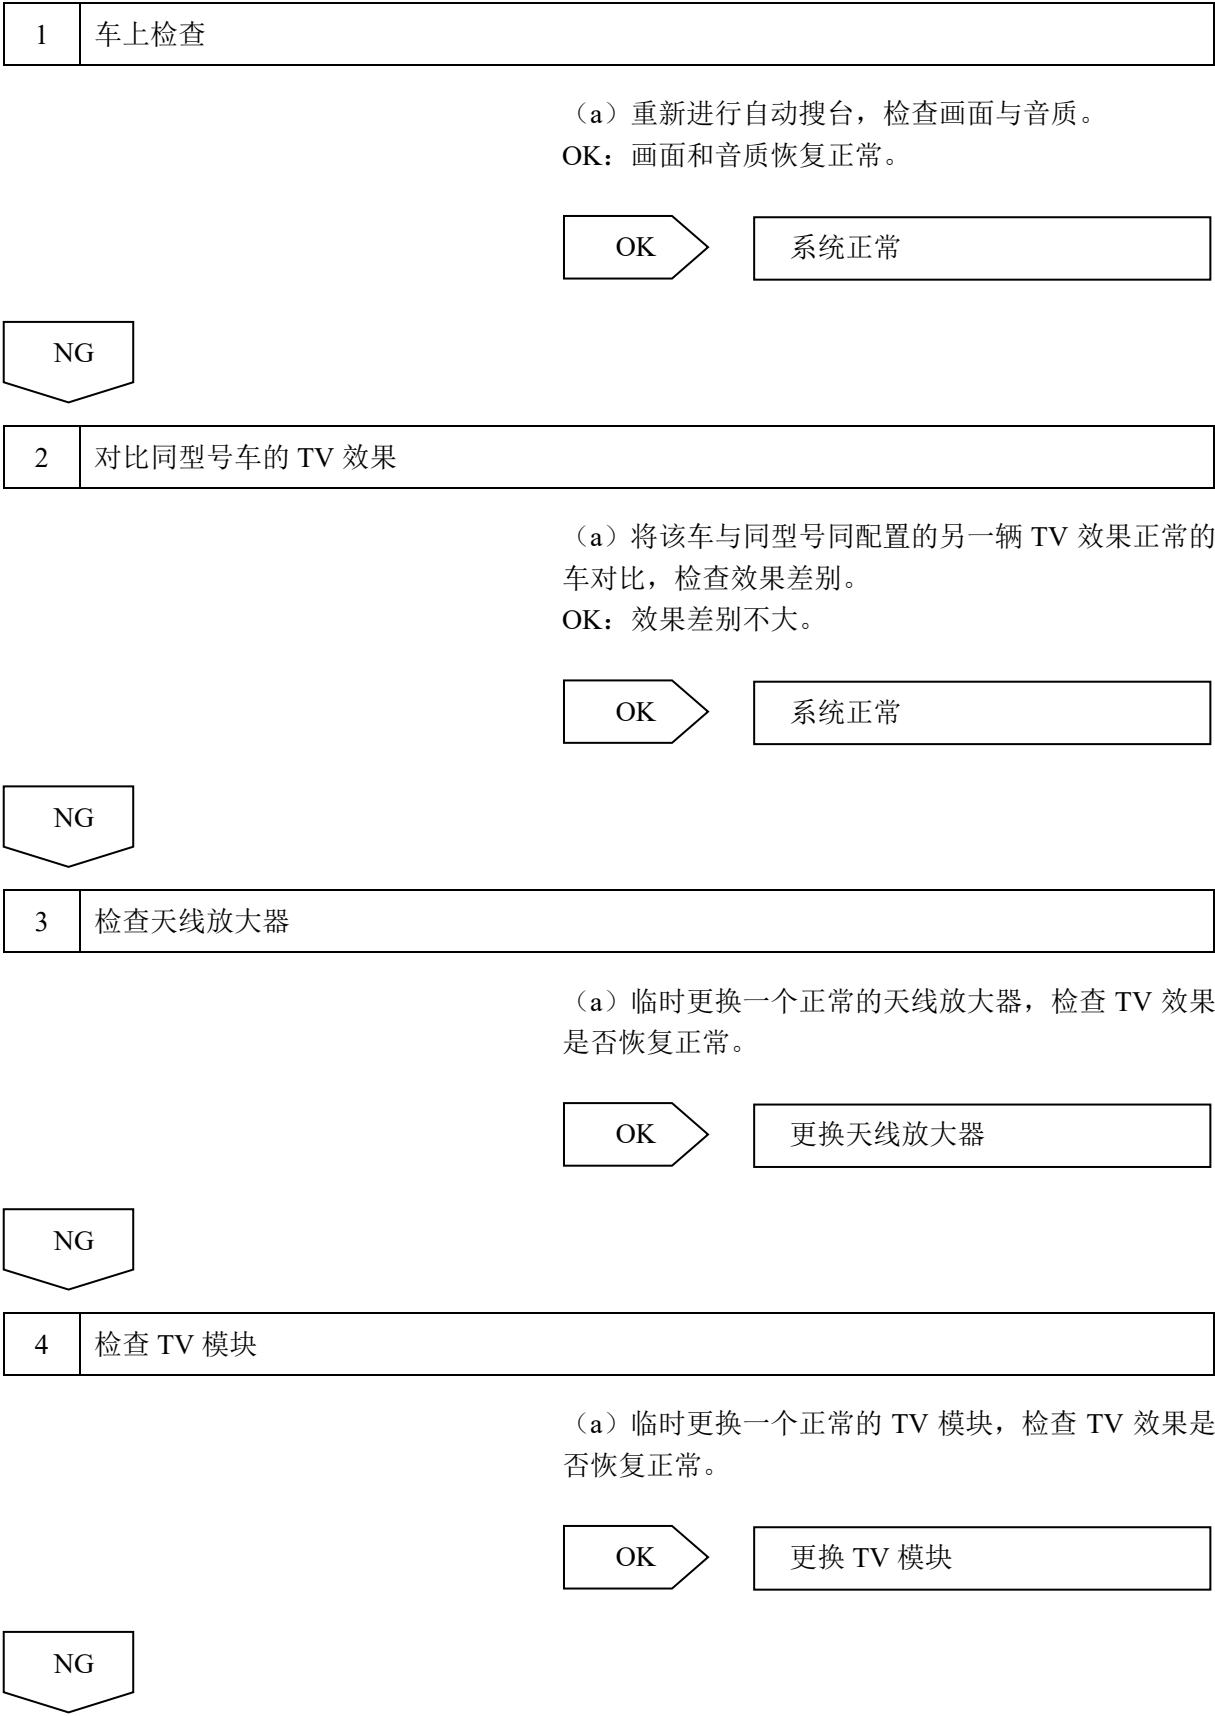 1 车上检查
（a）重新进行自动搜台，检查画面与音质。
OK：画面和音质恢复正常。
OK 系统正常
NG
2 对比同型号车的 TV 效果
（a）将该车与同型号同配置的另一辆 TV 效果正常的
车对比，检查效果差别。
OK：效果差别不大。
OK 系统正常
NG
3 检查天线放大器
（a）临时更换一个正常的天线放大器，检查 TV 效果
是否恢复正常。
OK 更换天线放大器
NG
4 检查 TV 模块
（a）临时更换一个正常的 TV 模块，检查 TV 效果是
否恢复正常。
OK 更换 TV 模块
NG